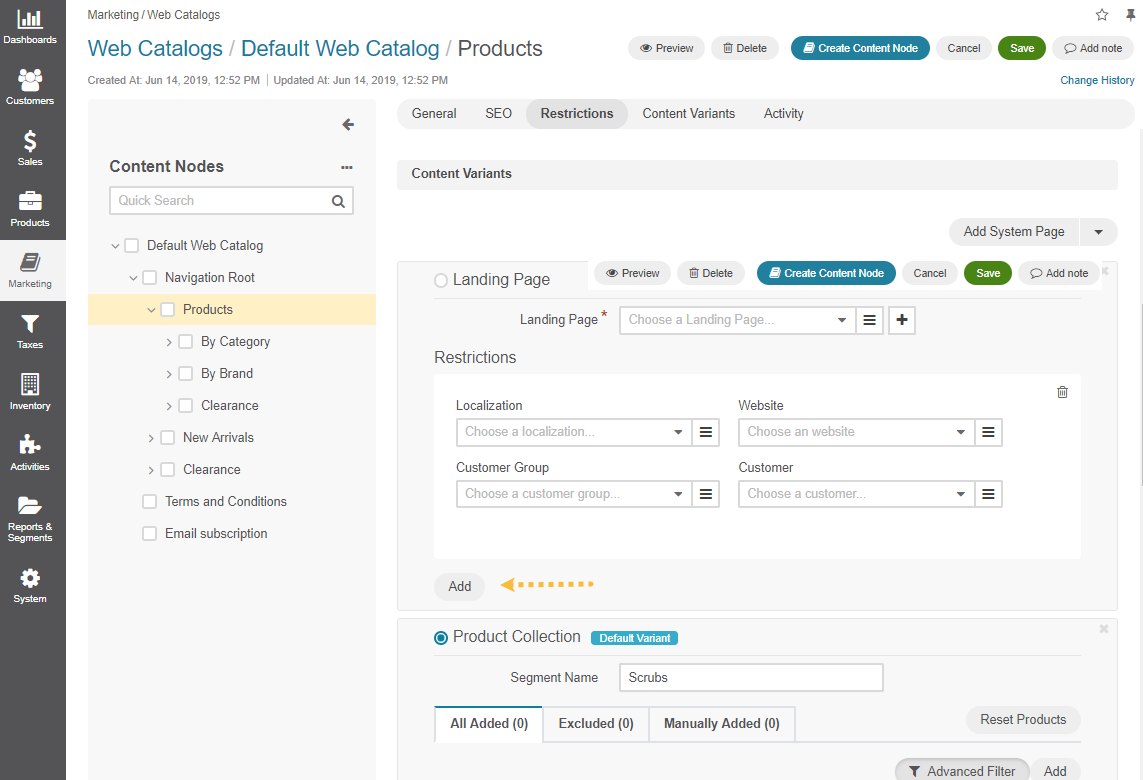 Dashboards
Customers
Sales
Products
Marketing
Taxes
Inventory
Activities
Reports &
Segments
System
Marketing / Web Catalogs
Web Catalogs / Default Web Catalog / Products
Preview Delete Create Content Node Cancel Save Add note
Created At: Jun 14, 2019, 12:52 PM | Updated At: Jun 14, 2019, 12:52 PM
Change History
Content Nodes
Quick Search
Default Web Catalog
Navigation Root
Products
By Category
By Brand
Clearance
New Arrivals
Clearance
Terms and Conditions
Email subscription
General SEO Restrictions Content Variants Activity
Content Variants
Add System Page
Landing Page
Preview Delete Create Content Node Cancel Save Add note
Landing Page * Choose a Landing Page...
Restrictions
Localization Website
Choose a localization... Choose an website
Customer Group Customer
Choose a customer group... Choose a customer...
Add
Product Collection Default Variant
Segment Name Scrubs
All Added (0) Excluded (0) Manually Added (0) Reset Products
Advanced Filter Add